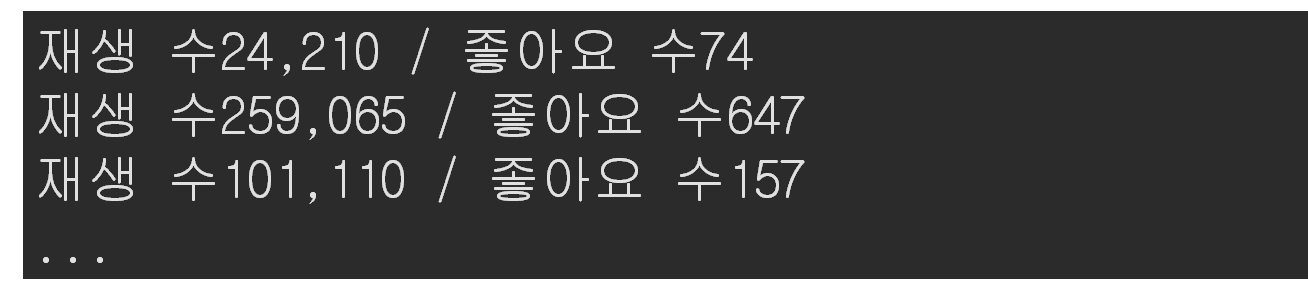 재생 수24,210 / 좋아요 수74
재생 수259,065 / 좋아요 수647
재생 수101,110 / 좋아요 수157
...